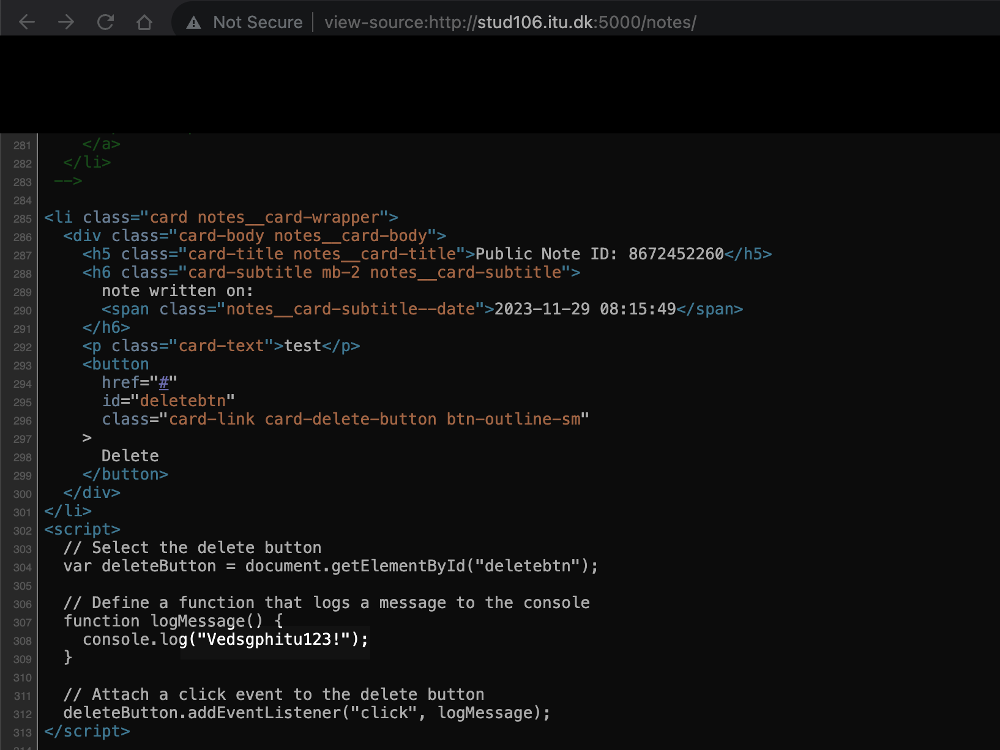 Not Secure | view-source:http://stud106.itu.dk:5000/notes/
281 </a>
282 </li>
283 -->
284
285 <li class="card notes__card-wrapper">
286 <div class="card-body notes__card-body">
287 <h5 class="card-title notes__card-title">Public Note ID: 8672452260</h5>
288 <h6 class="card-subtitle mb-2 notes__card-subtitle">
289 note written on:
290 <span class="notes__card-subtitle--date">2023-11-29 08:15:49</span>
291 </h6>
292 <p class="card-text">test</p>
293 <button
294 href="#"
295 id="deletebtn"
296 class="card-link card-delete-button btn-outline-sm"
297 >
298 Delete
299 </button>
300 </div>
301 </li>
302 <script>
303 // Select the delete button
304 var deleteButton = document.getElementById("deletebtn");
305
306 // Define a function that logs a message to the console
307 function logMessage() {
308 console.log("Vedsgphitu123!");
309 }
310
311 // Attach a click event to the delete button
312 deleteButton.addEventListener("click", logMessage);
313 </script>